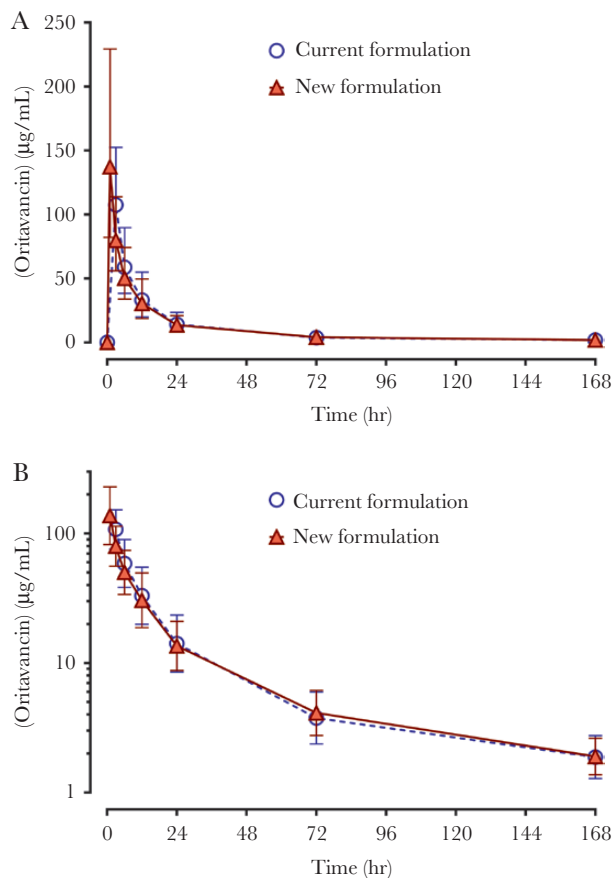 A
(Oritavancin) (µg/mL)
250
200
150
100
50
0
Current formulation
New formulation
0 24 48 72 96 120 144 168
Time (hr)
B
(Oritavancin) (µg/mL)
100
10
1
Current formulation
New formulation
0 24 48 72 96 120 144 168
Time (hr)